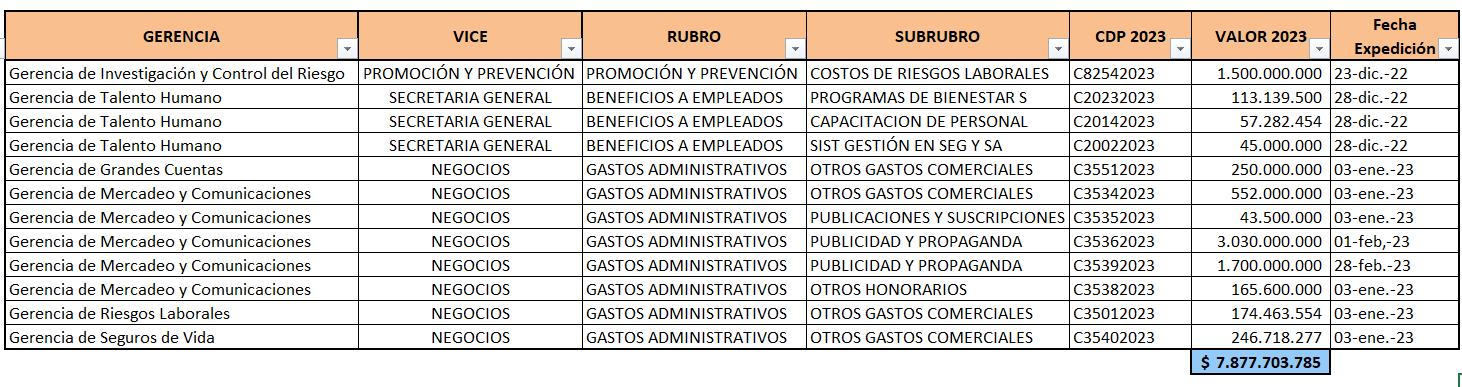 GERENCIA VICE RUBRO SUBRUBRO CDP 2023 VALOR 2023 Fecha Expedición
Gerencia de Investigación y Control del Riesgo PROMOCIÓN Y PREVENCIÓN PROMOCIÓN Y PREVENCIÓN COSTOS DE RIESGOS LABORALES C82542023 1.500.000.000 23-dic.-22
Gerencia de Talento Humano SECRETARIA GENERAL BENEFICIOS A EMPLEADOS PROGRAMAS DE BIENESTAR S C20232023 113.139.500 28-dic.-22
Gerencia de Talento Humano SECRETARIA GENERAL BENEFICIOS A EMPLEADOS CAPACITACION DE PERSONAL C20142023 57.282.454 28-dic.-22
Gerencia de Talento Humano SECRETARIA GENERAL BENEFICIOS A EMPLEADOS SIST GESTIÓN EN SEG Y SA C20022023 45.000.000 28-dic.-22
Gerencia de Grandes Cuentas NEGOCIOS GASTOS ADMINISTRATIVOS OTROS GASTOS COMERCIALES C35512023 250.000.000 03-ene.-23
Gerencia de Mercadeo y Comunicaciones NEGOCIOS GASTOS ADMINISTRATIVOS OTROS GASTOS COMERCIALES C35342023 552.000.000 03-ene.-23
Gerencia de Mercadeo y Comunicaciones NEGOCIOS GASTOS ADMINISTRATIVOS PUBLICACIONES Y SUSCRIPCIONES C35352023 43.500.000 03-ene.-23
Gerencia de Mercadeo y Comunicaciones NEGOCIOS GASTOS ADMINISTRATIVOS PUBLICIDAD Y PROPAGANDA C35362023 3.030.000.000 01-feb,-23
Gerencia de Mercadeo y Comunicaciones NEGOCIOS GASTOS ADMINISTRATIVOS PUBLICIDAD Y PROPAGANDA C35392023 1.700.000.000 28-feb.-23
Gerencia de Mercadeo y Comunicaciones NEGOCIOS GASTOS ADMINISTRATIVOS OTROS HONORARIOS C35382023 165.600.000 03-ene.-23
Gerencia de Riesgos Laborales NEGOCIOS GASTOS ADMINISTRATIVOS OTROS GASTOS COMERCIALES C35012023 174.463.554 03-ene.-23
Gerencia de Seguros de Vida NEGOCIOS GASTOS ADMINISTRATIVOS OTROS GASTOS COMERCIALES C35402023 246.718.277 03-ene.-23
$ 7.877.703.785